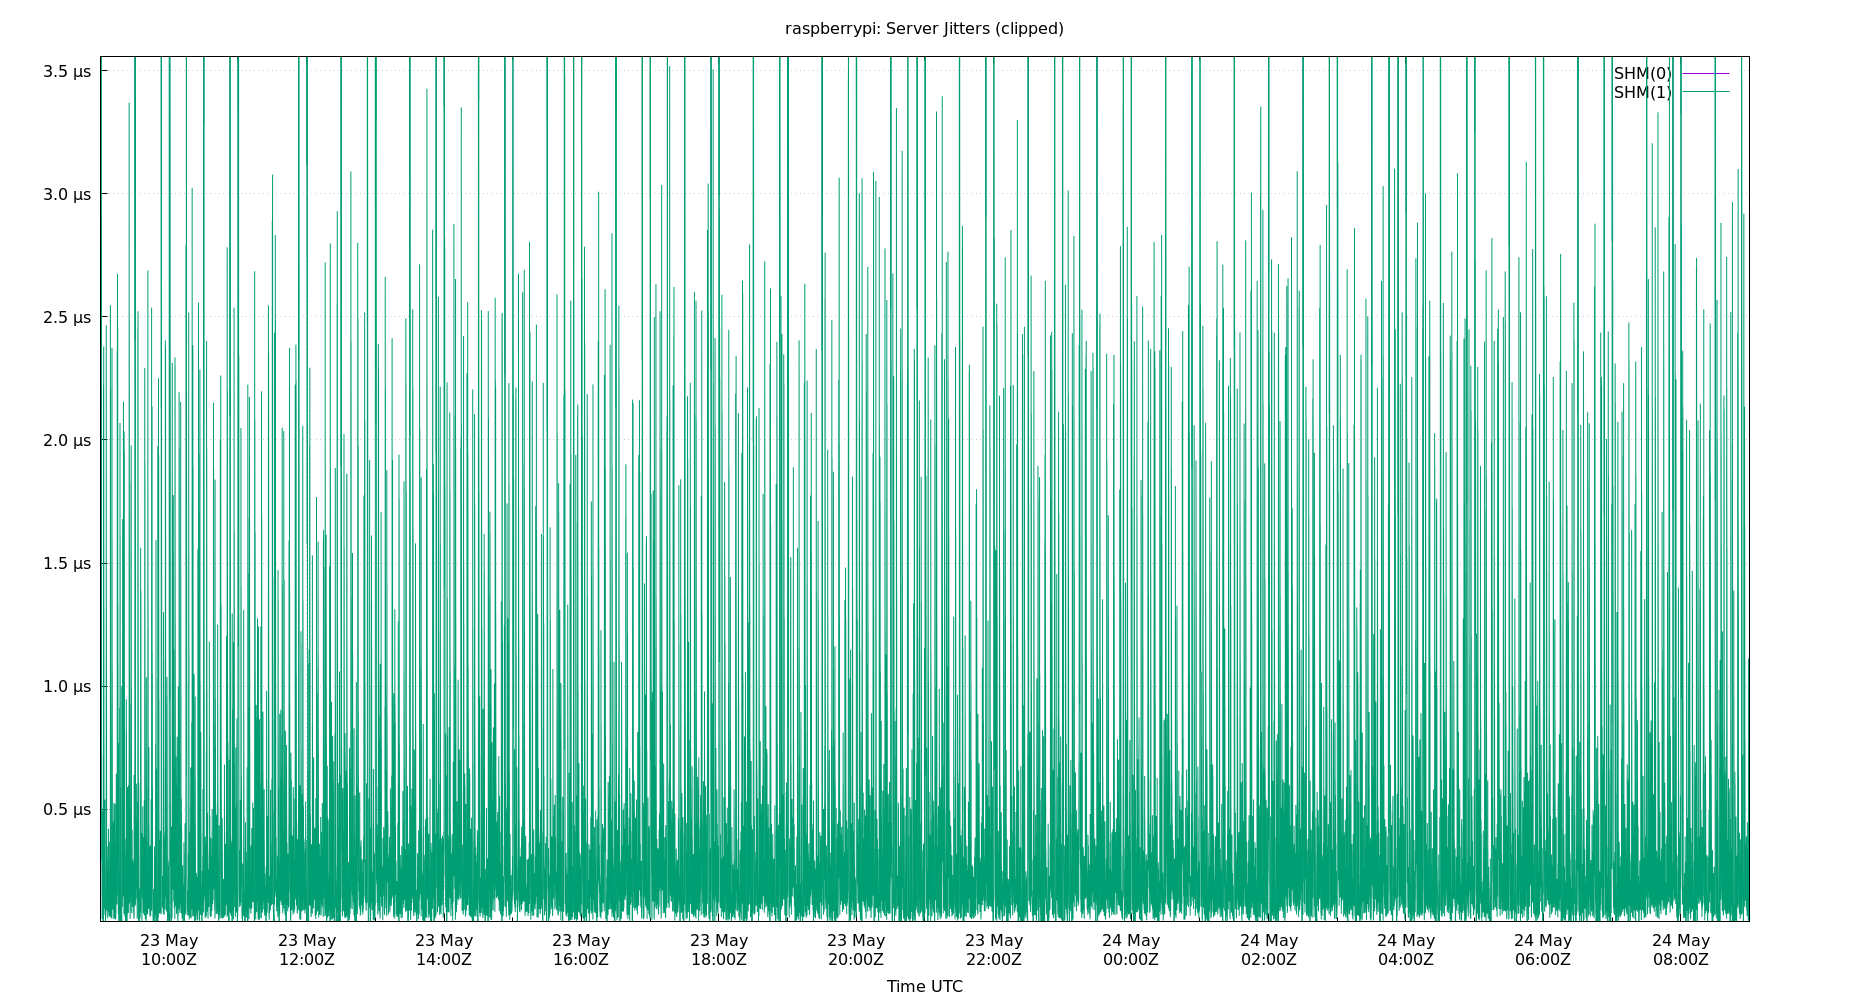 raspberrypi: Server Jitters (clipped)
3.5 µs
3.0 µs
2.5 µs
2.0 µs
1.5 µs
1.0 µs
0.5 µs
SHM(0)
SHM(1)
23 May 23 May 23 May 23 May 23 May 23 May 23 May 24 May 24 May 24 May 24 May 24 May
10:00Z 12:00Z 14:00Z 16:00Z 18:00Z 20:00Z 22:00Z 00:00Z 02:00Z 04:00Z 06:00Z 08:00Z
Time UTC